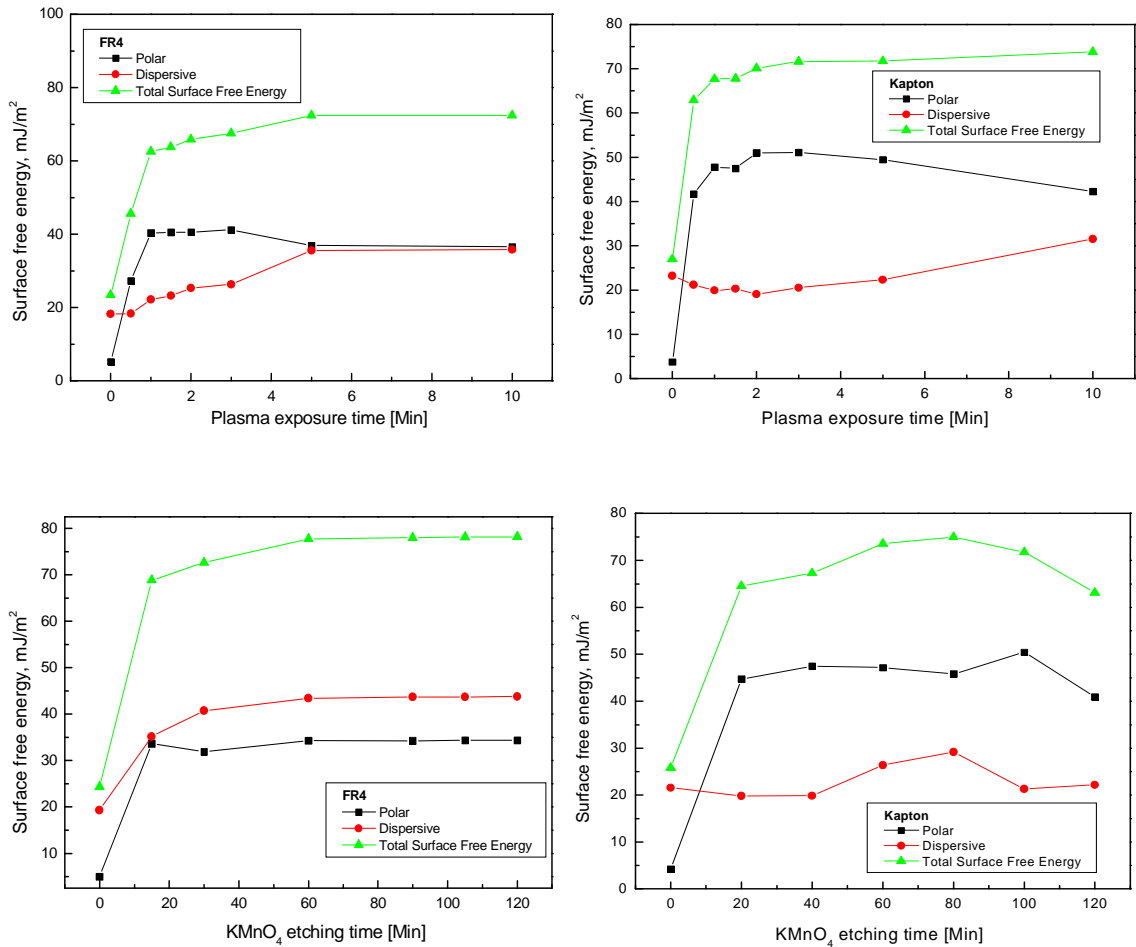 FR4
Polar
Dispersive
Total Surface Free Energy
Surface free energy, mJ/m²
100
80
60
40
20
0
0 2 4 6 8 10
Plasma exposure time [Min]
Kapton
Polar
Dispersive
Total Surface Free Energy
Surface free energy, mJ/m²
80
70
60
50
40
30
20
10
0
0 2 4 6 8 10
Plasma exposure time [Min]
FR4
Polar
Dispersive
Total Surface Free Energy
Surface free energy, mJ/m²
80
70
60
50
40
30
20
10
0 20 40 60 80 100 120
KMnO₄ etching time [Min]
Kapton
Polar
Dispersive
Total Surface Free Energy
Surface free energy, mJ/m²
80
70
60
50
40
30
20
10
0
0 20 40 60 80 100 120
KMnO₄ etching time [Min]